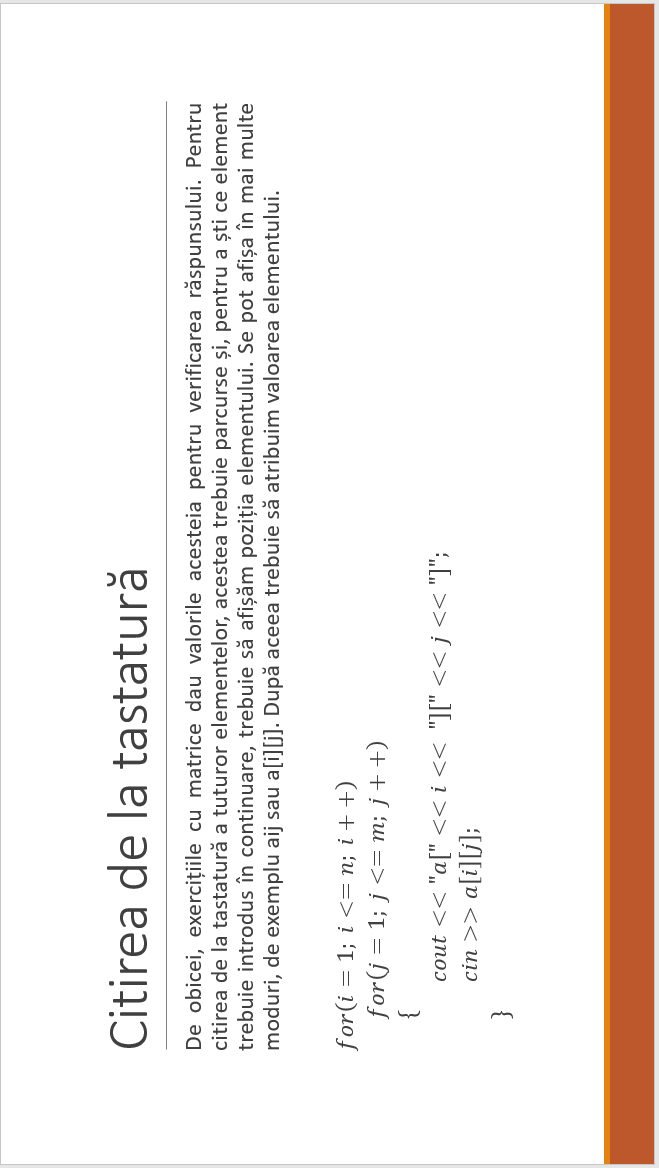 Citirea de la tastatură
De obicei, exercițiile cu matrice dau valorile acesteia pentru verificarea răspunsului. Pentru
citirea de la tastatură a tuturor elementelor, acestea trebuie parcurse și, pentru a ști ce element
trebuie introdus în continuare, trebuie să afișăm poziția elementului. Se pot afișa în mai multe
moduri, de exemplu aij sau a[i][j]. După aceea trebuie să atribuim valoarea elementului.
for(i = 1; i <= n; i + +)
for(j = 1; j <= m; j + +)
{
cout << "a[" << i << "][" << j << "]";
cin >> a[i][j];
}